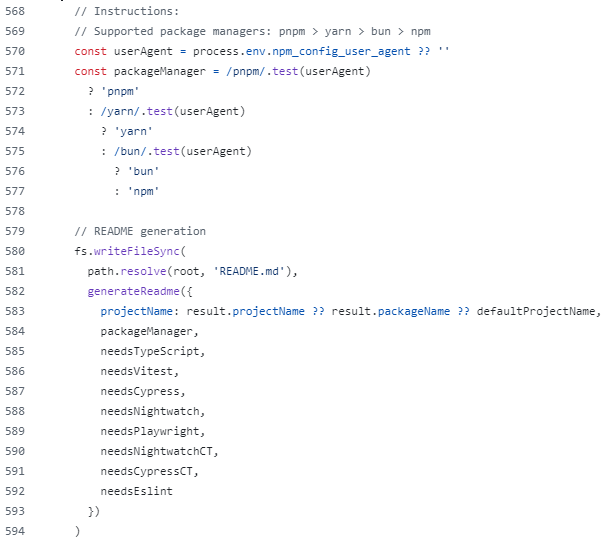 568 // Instructions:
569 // Supported package managers: pnpm > yarn > bun > npm
570 const userAgent = process.env.npm_config_user_agent ?? ''
571 const packageManager = /pnpm/.test(userAgent)
572 ? 'pnpm'
573 : /yarn/.test(userAgent)
574 ? 'yarn'
575 : /bun/.test(userAgent)
576 ? 'bun'
577 : 'npm'
578
579 // README generation
580 fs.writeFileSync(
581 path.resolve(root, 'README.md'),
582 generateReadme({
583 projectName: result.projectName ?? result.packageName ?? defaultProjectName,
584 packageManager,
585 needsTypeScript,
586 needsVitest,
587 needsCypress,
588 needsNightwatch,
589 needsPlaywright,
590 needsNightwatchCT,
591 needsCypressCT,
592 needsEslint
593 })
594 )